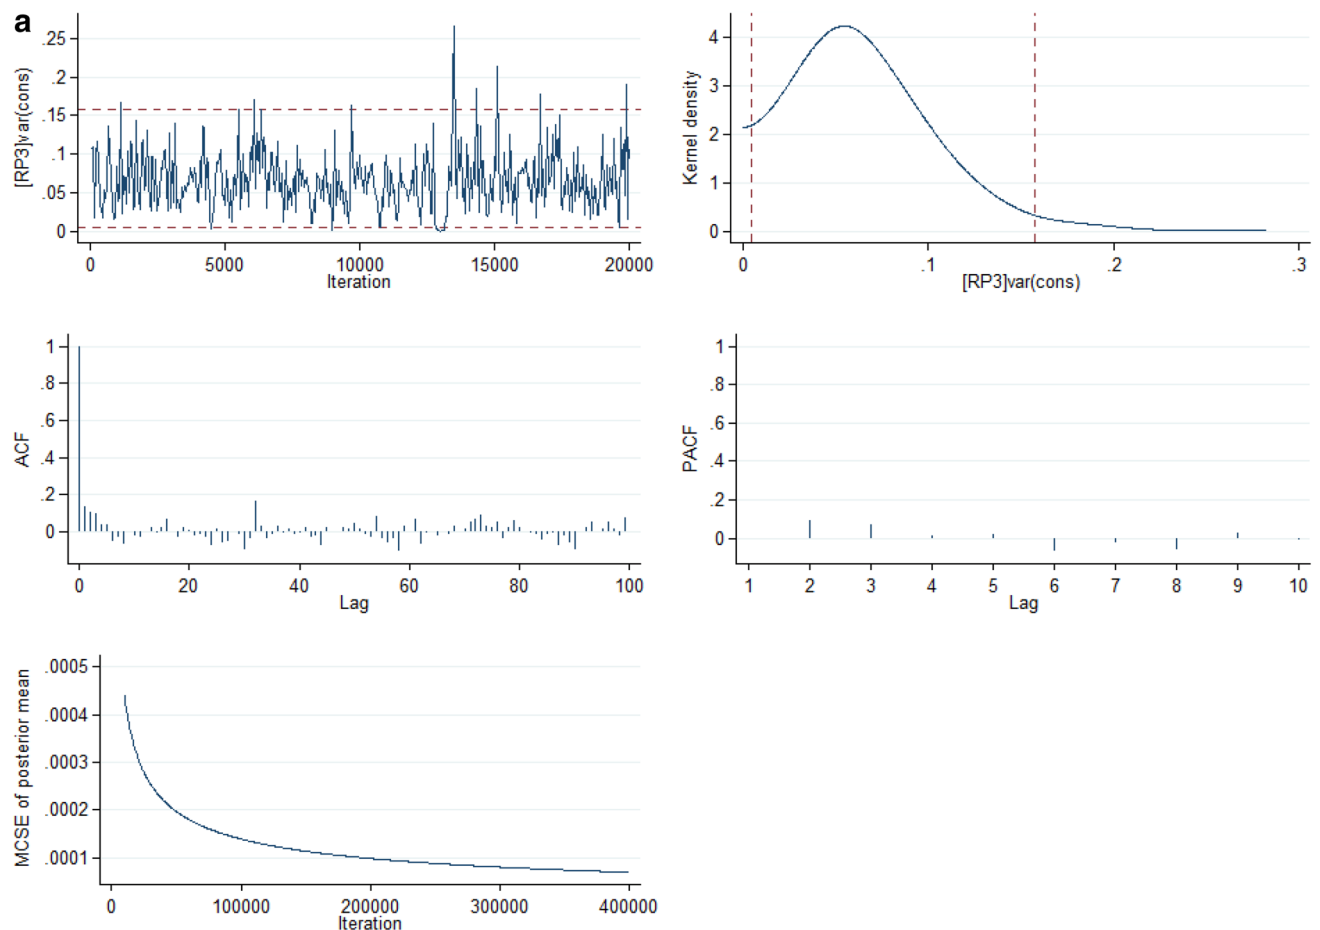 a
[RP3]var(cons)
.25
.2
.15
.1
.05
0
0 5000 10000 15000 20000
Iteration
Kernel density
4
3
2
1
0
0 .1 .2 .3
[RP3]var(cons)
ACF
1
.8
.6
.4
.2
0
0 20 40 60 80 100
Lag
PACF
1
.8
.6
.4
.2
0
1 2 3 4 5 6 7 8 9 10
Lag
MCSE of posterior mean
.0005
.0004
.0003
.0002
.0001
0 100000 200000 300000 400000
Iteration